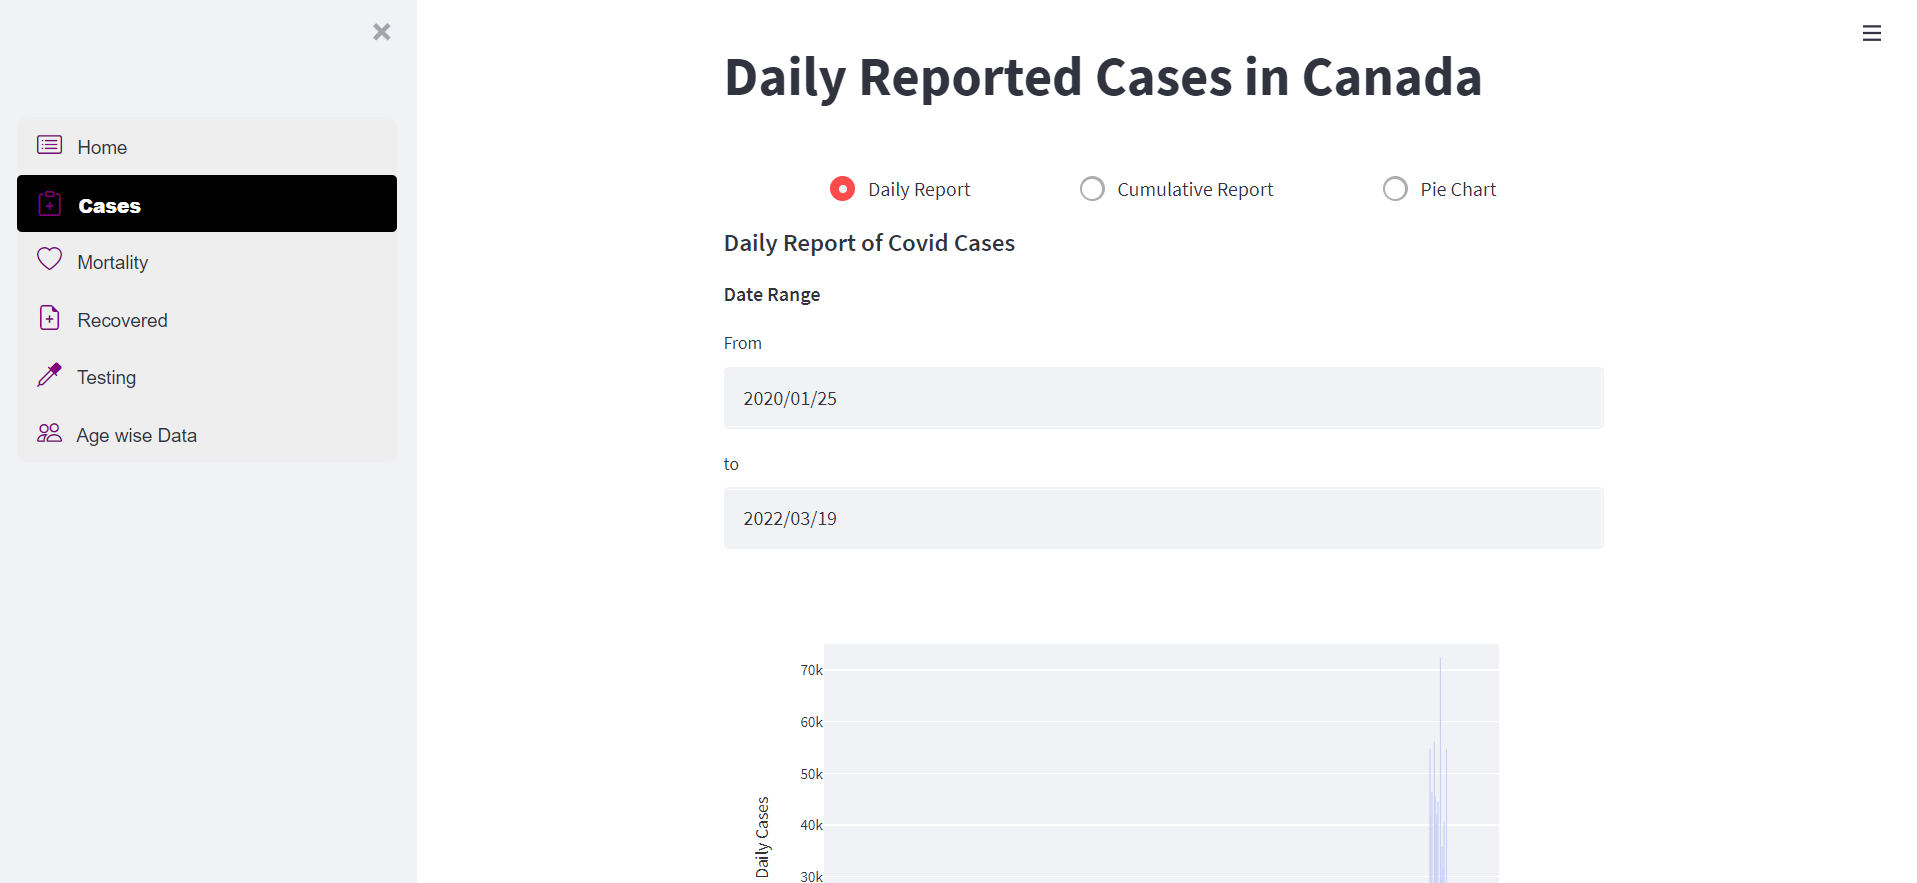 Home
Cases
Mortality
Recovered
Testing
Age wise Data
Daily Reported Cases in Canada
Daily Report
Cumulative Report
Pie Chart
Daily Report of Covid Cases
Date Range
From
2020/01/25
to
2022/03/19
70k
60k
50k
40k
30k
Daily Cases